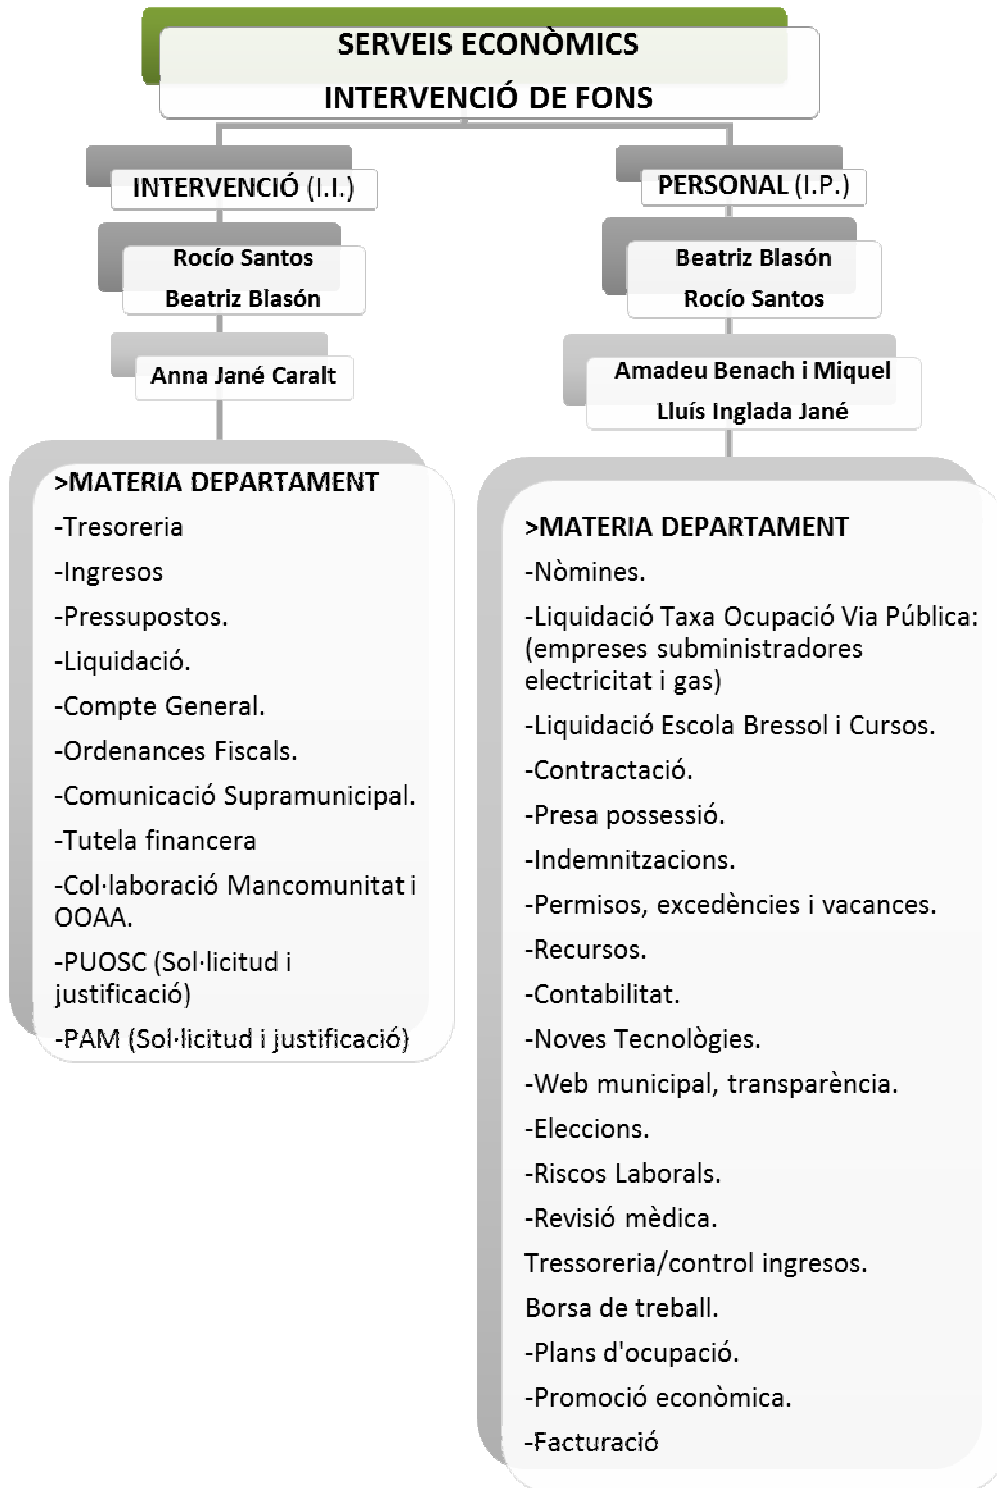 SERVEIS ECONÒMICS
INTERVENCIÓ DE FONS
INTERVENCIÓ (I.I.)
Rocío Santos
Beatriz Blasón
Anna Jané Caralt
>MATERIA DEPARTAMENT
-Tresoreria
-Ingresos
-Pressupostos.
-Liquidació.
-Compte General.
-Ordenances Fiscals.
-Comunicació Supramunicipal.
-Tutela financera
-Col·laboració Mancomunitat i
OOAA.
-PUOSC (Sol·licitud i
justificació)
-PAM (Sol·licitud i justificació)
PERSONAL (I.P.)
Beatriz Blasón
Rocío Santos
Amadeu Benach i Miquel
Lluís Inglada Jané
>MATERIA DEPARTAMENT
-Nòmines.
-Liquidació Taxa Ocupació Via Pública:
(empreses subministradores
electricitat i gas)
-Liquidació Escola Bressol i Cursos.
-Contractació.
-Presa possessió.
-Indemnitzacions.
-Permisos, excedències i vacances.
-Recursos.
-Contabilitat.
-Noves Tecnològies.
-Web municipal, transparència.
-Eleccions.
-Riscos Laborals.
-Revisió mèdica.
Tressoreria/control ingresos.
Borsa de treball.
-Plans d'ocupació.
-Promoció econòmica.
-Facturació